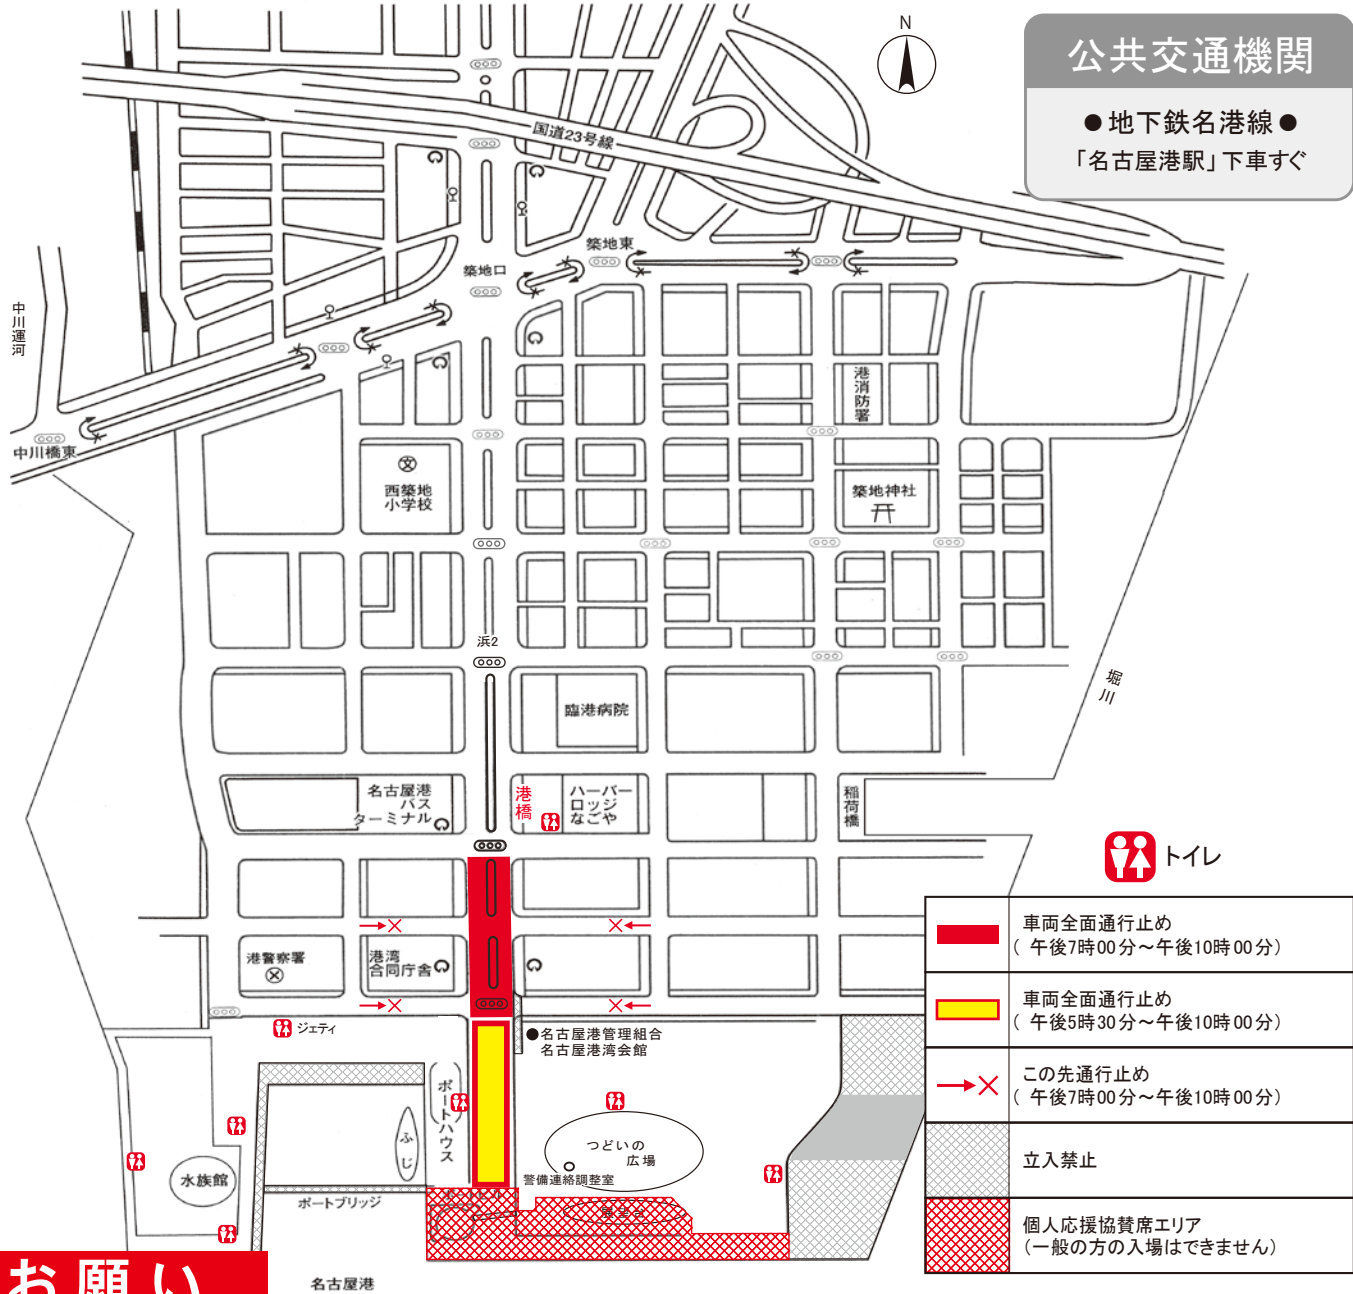 N
公共交通機関
●地下鉄名港線●
「名古屋港駅」下車すぐ
国道23号線
築地東
築地口
中川運河
中川橋東
港消防署
文
西築地
小学校
築地神社
浜2
堀川
臨港病院
名古屋港
バス
ターミナル
港橋
ハーバー
ロッジ
なごや
稲荷橋
トイレ
車両全面通行止め
(午後7時00分～午後10時00分)
車両全面通行止め
(午後5時30分～午後10時00分)
この先通行止め
(午後7時00分～午後10時00分)
立入禁止
個人応援協賛席エリア
(一般の方の入場はできません)
港警察署
港湾
合同庁舎
ジェティ
●名古屋港管理組合
名古屋港湾会館
ポートハウス
ふじ
つどいの
広場
警備連絡調整室
水族館
ポートブリッジ
ポートビル
展望台
名古屋港
お願い